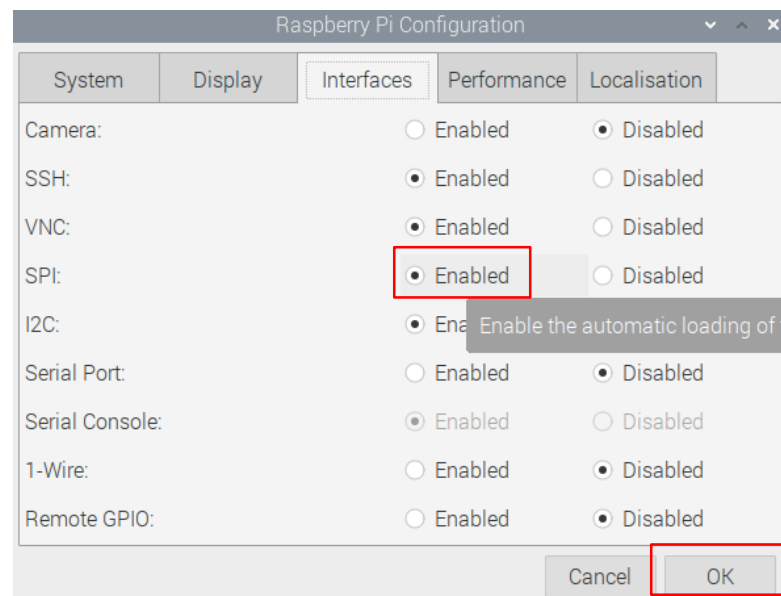 Raspberry Pi Configuration
System Display Interfaces Performance Localisation
Camera: Enabled Disabled
SSH: Enabled Disabled
VNC: Enabled Disabled
SPI: Enabled Disabled
I2C: Ena Enable the automatic loading of
Serial Port: Enabled Disabled
Serial Console: Enabled Disabled
1-Wire: Enabled Disabled
Remote GPIO: Enabled Disabled
Cancel OK